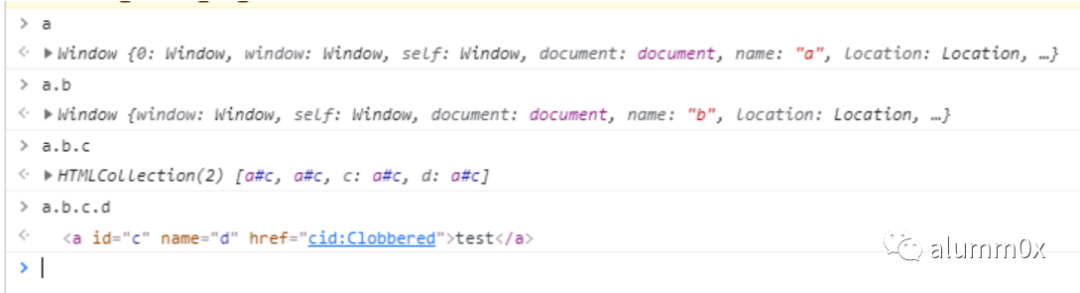 > a
<· ▶Window {0: Window, window: Window, self: Window, document: document, name: "a", location: Location, …}
> a.b
<· ▶Window {window: Window, self: Window, document: document, name: "b", location: Location, …}
> a.b.c
<· ▶HTMLCollection(2) [a#c, a#c, c: a#c, d: a#c]
> a.b.c.d
<· <a id="c" name="d" href="cid:Clobbered">test</a>
>
alumm0x